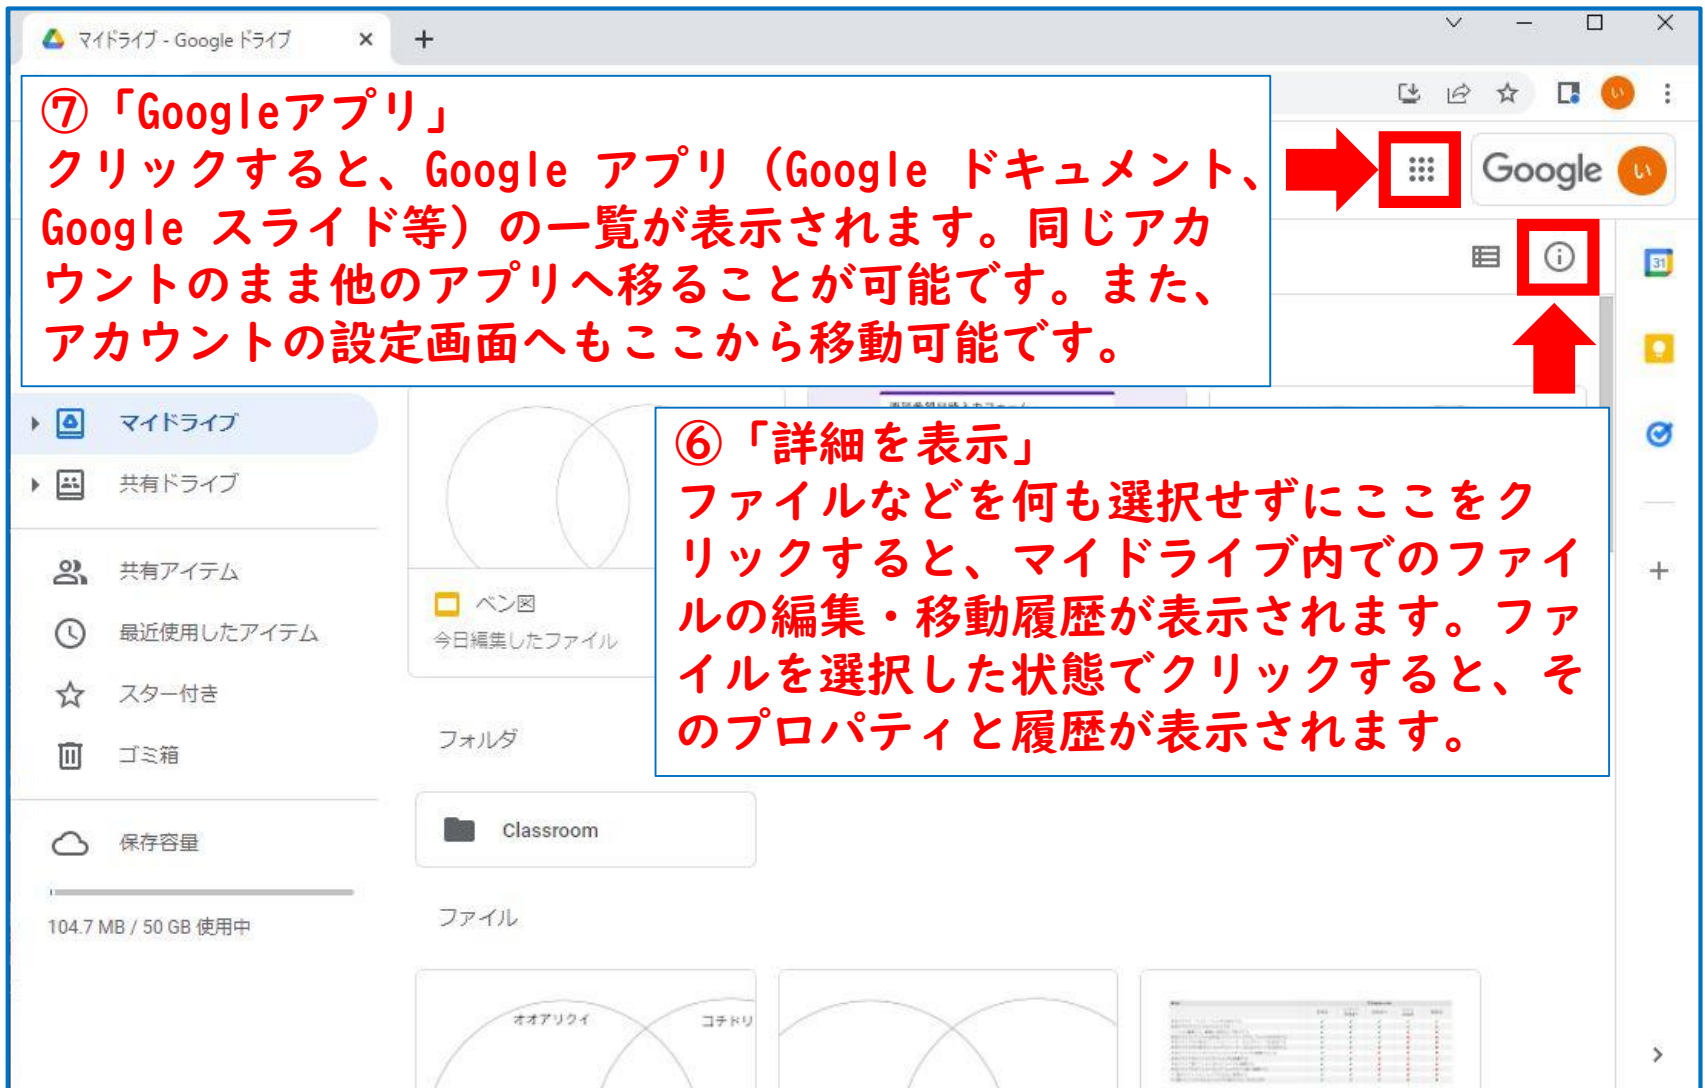 マイドライブ - Google ドライブ
⑦「Googleアプリ」
クリックすると、Google アプリ（Google ドキュメント、
Google スライド等）の一覧が表示されます。同じアカ
ウントのまま他のアプリへ移ることが可能です。また、
アカウントの設定画面へもここから移動可能です。
い
Google い
31
マイドライブ
共有ドライブ
共有アイテム
最近使用したアイテム
スター付き
ゴミ箱
保存容量
104.7 MB / 50 GB 使用中
⑥「詳細を表示」
ファイルなどを何も選択せずにここをク
リックすると、マイドライブ内でのファイ
ルの編集・移動履歴が表示されます。ファ
イルを選択した状態でクリックすると、そ
のプロパティと履歴が表示されます。
ベン図
今日編集したファイル
フォルダ
Classroom
ファイル
オオアリクイ
コチドリ